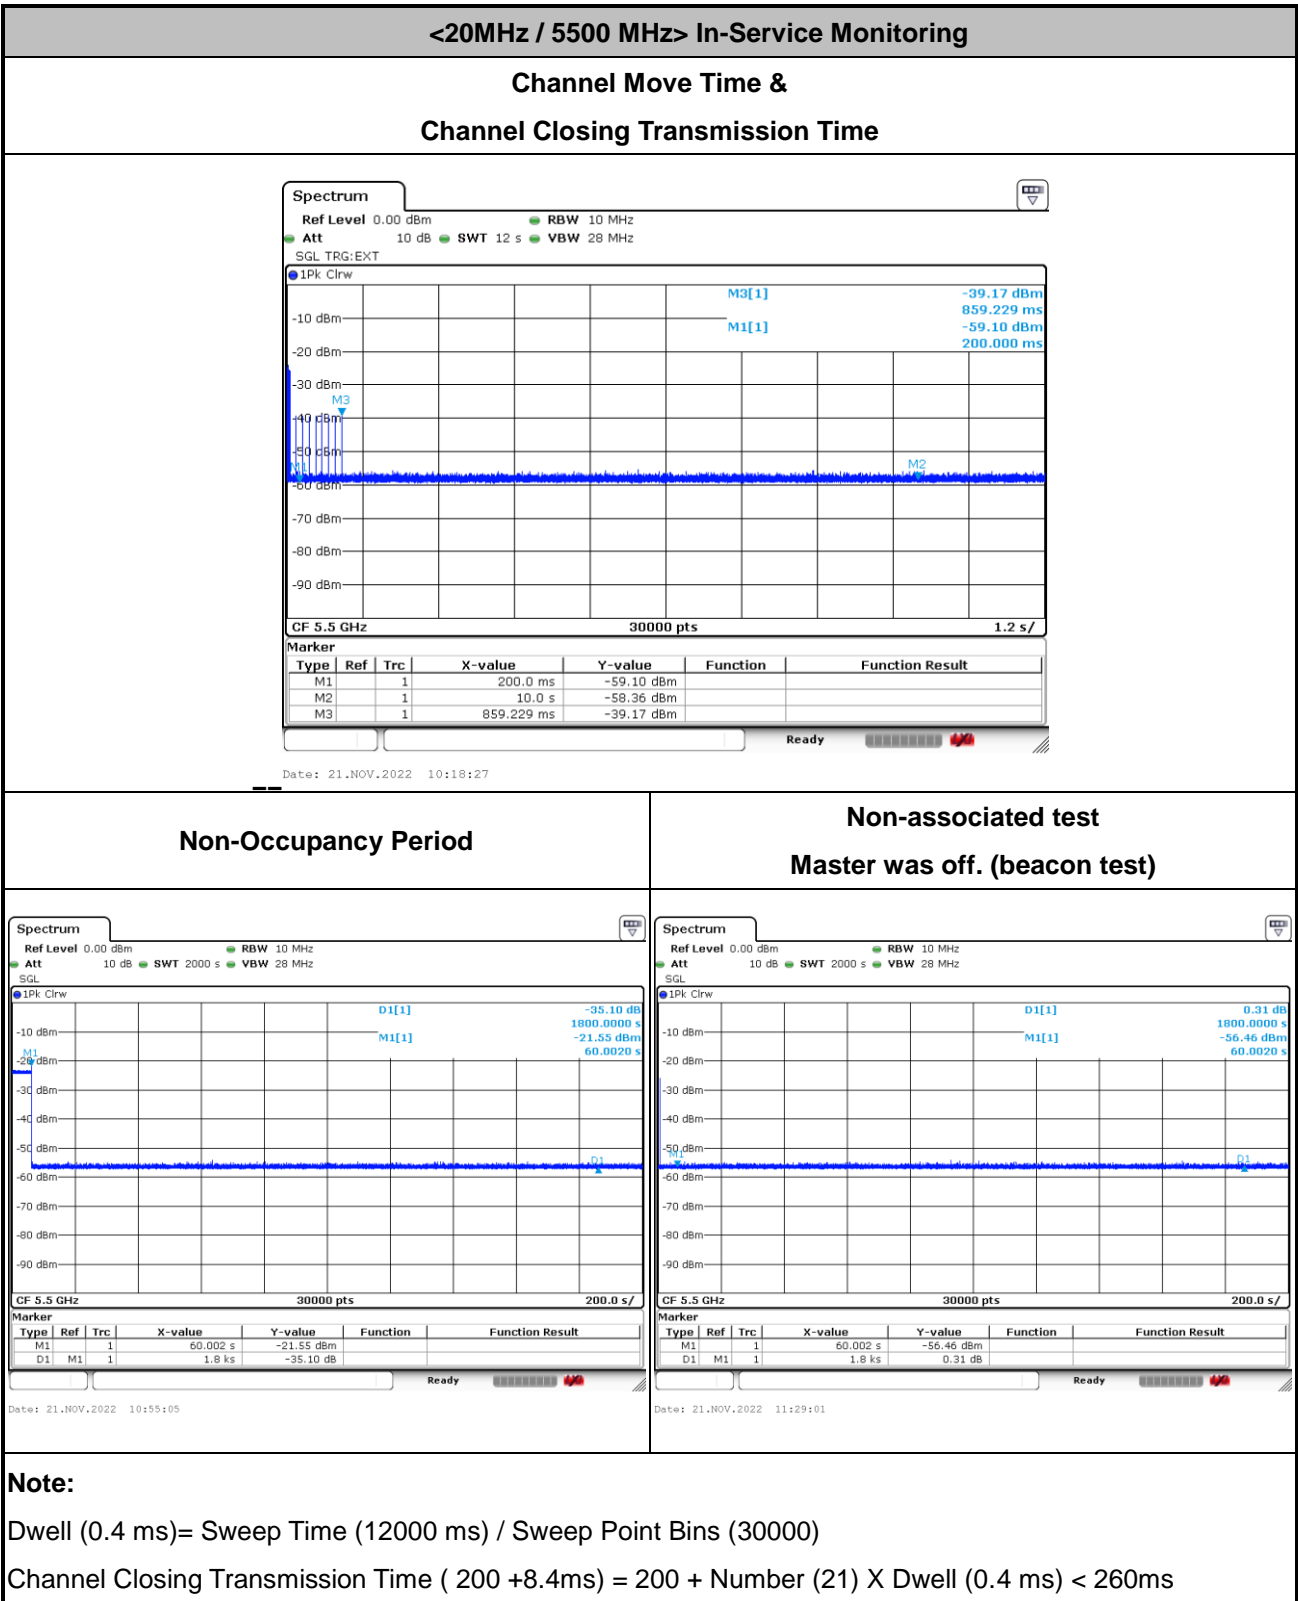 <20MHz / 5500 MHz> In-Service Monitoring
Channel Move Time &
Channel Closing Transmission Time
Spectrum
Ref Level 0.00 dBm RBW 10 MHz
Att 10 dB SWT 12 s VBW 28 MHz
SGL TRG:EXT
1Pk Clrw
M3[1] -39.17 dBm
859.229 ms
-10 dBm
M1[1] -59.10 dBm
200.000 ms
-20 dBm
-30 dBm
M3
-40 dBm
-50 dBm
M1
M2
-60 dBm
-70 dBm
-80 dBm
-90 dBm
CF 5.5 GHz 30000 pts 1.2 s/
Marker
Type Ref Trc X-value Y-value Function Function Result
M1 1 200.0 ms -59.10 dBm
M2 1 10.0 s -58.36 dBm
M3 1 859.229 ms -39.17 dBm
Ready
Date: 21.NOV.2022 10:18:27
Non-Occupancy Period
Spectrum
Ref Level 0.00 dBm RBW 10 MHz
Att 10 dB SWT 2000 s VBW 28 MHz
SGL
1Pk Clrw
D1[1] -35.10 dB
1800.0000 s
-10 dBm
M1[1] -21.55 dBm
60.0020 s
M1
-20 dBm
-30 dBm
-40 dBm
-50 dBm
D1
-60 dBm
-70 dBm
-80 dBm
-90 dBm
CF 5.5 GHz 30000 pts 200.0 s/
Marker
Type Ref Trc X-value Y-value Function Function Result
M1 1 60.002 s -21.55 dBm
D1 M1 1 1.8 ks -35.10 dB
Ready
Date: 21.NOV.2022 10:55:05
Non-associated test
Master was off. (beacon test)
Spectrum
Ref Level 0.00 dBm RBW 10 MHz
Att 10 dB SWT 2000 s VBW 28 MHz
SGL
1Pk Clrw
D1[1] 0.31 dB
1800.0000 s
-10 dBm
M1[1] -56.46 dBm
60.0020 s
-20 dBm
-30 dBm
-40 dBm
-50 dBm
M1
D1
-60 dBm
-70 dBm
-80 dBm
-90 dBm
CF 5.5 GHz 30000 pts 200.0 s/
Marker
Type Ref Trc X-value Y-value Function Function Result
M1 1 60.002 s -56.46 dBm
D1 M1 1 1.8 ks 0.31 dB
Ready
Date: 21.NOV.2022 11:29:01
Note:
Dwell (0.4 ms)= Sweep Time (12000 ms) / Sweep Point Bins (30000)
Channel Closing Transmission Time ( 200 +8.4ms) = 200 + Number (21) X Dwell (0.4 ms) < 260ms